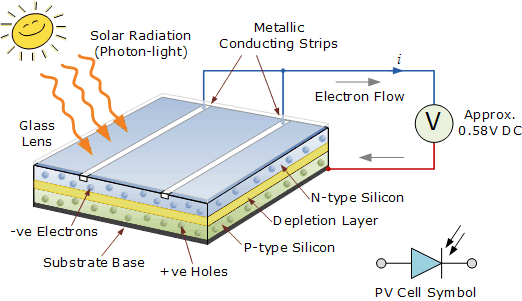 Solar Radiation
(Photon-light)
Metallic
Conducting Strips
i
Electron Flow
Glass
Lens
V
Approx.
0.58V DC
N-type Silicon
Depletion Layer
P-type Silicon
-ve Electrons
Substrate Base
+ve Holes
PV Cell Symbol